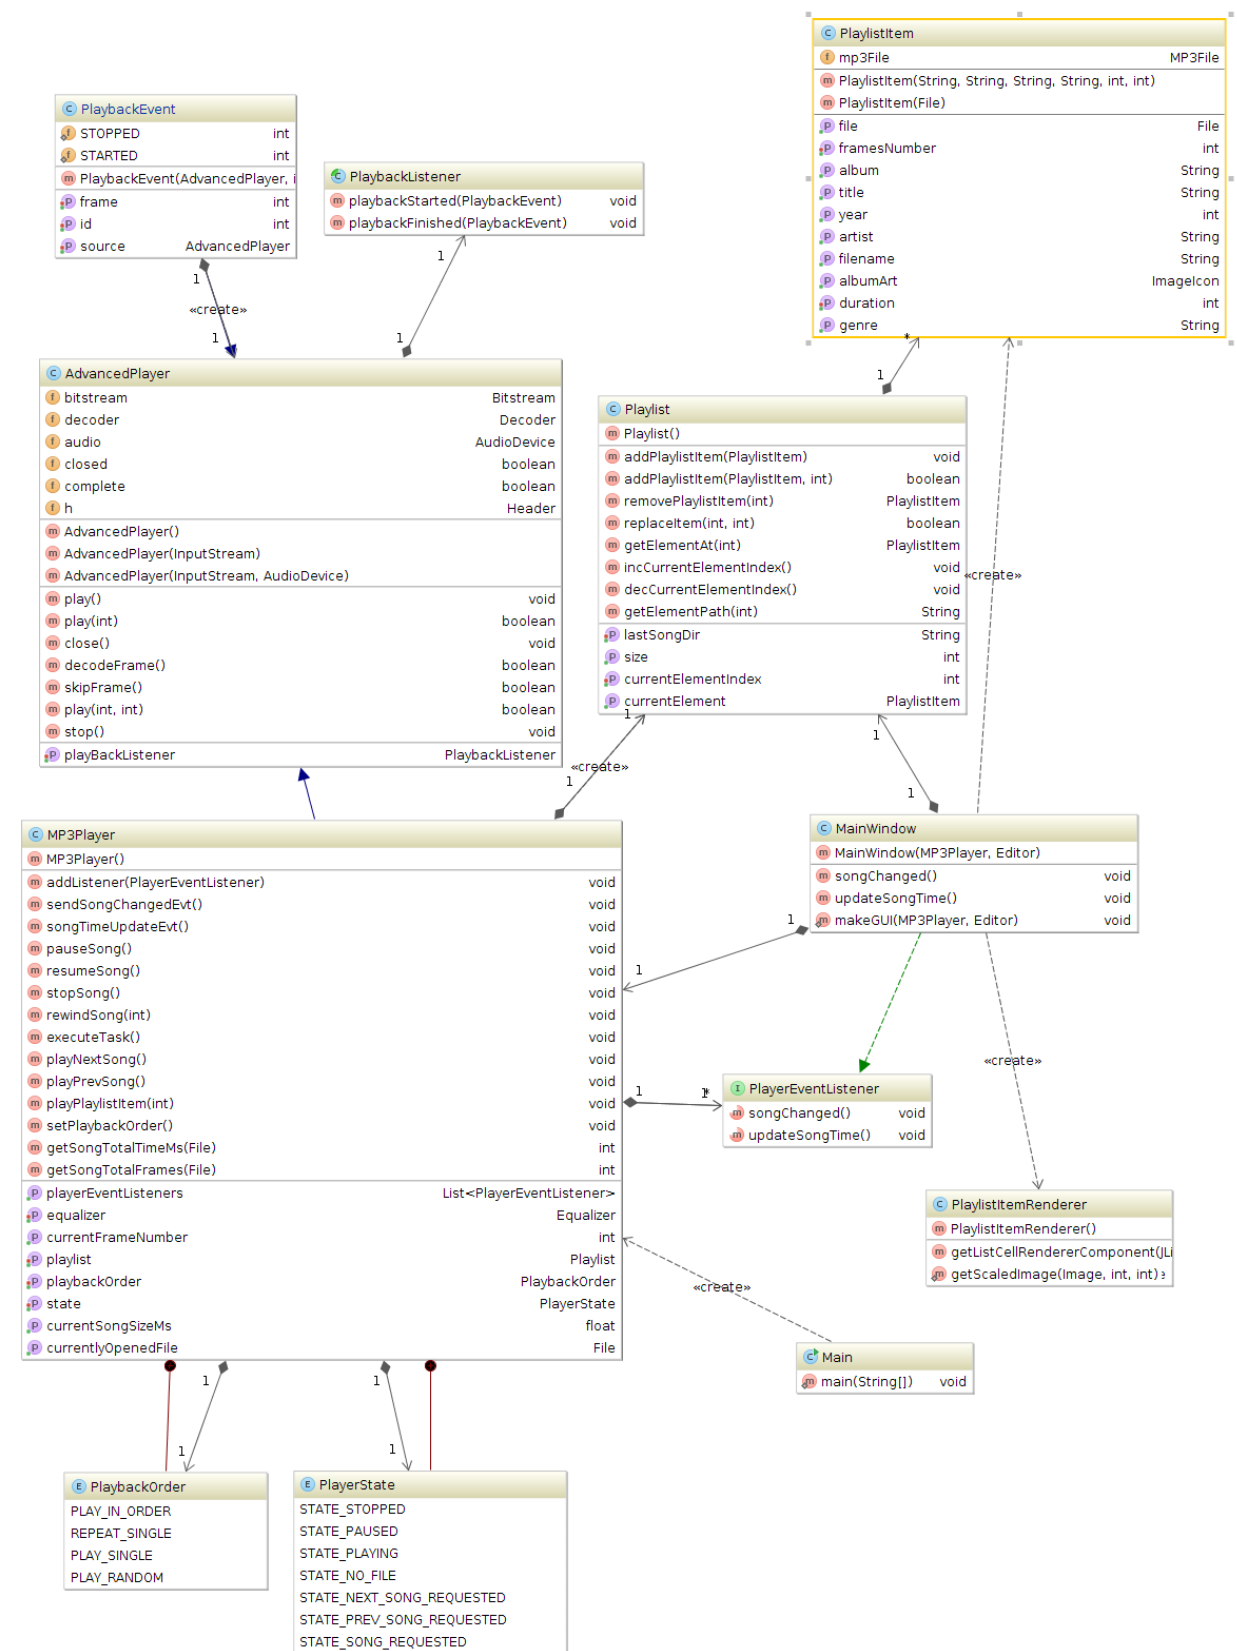 PlaylistItem
mp3File MP3File
PlaylistItem(String, String, String, String, int, int)
PlaylistItem(File)
file File
framesNumber int
album String
title String
year int
artist String
filename String
albumArt ImageIcon
duration int
genre String
PlaybackEvent
STOPPED int
STARTED int
PlaybackEvent(AdvancedPlayer, i
frame int
id int
source AdvancedPlayer
PlaybackListener
playbackStarted(PlaybackEvent) void
playbackFinished(PlaybackEvent) void
1
1
«create»
1
1
*
1
AdvancedPlayer
bitstream Bitstream
decoder Decoder
audio AudioDevice
closed boolean
complete boolean
h Header
AdvancedPlayer()
AdvancedPlayer(InputStream)
AdvancedPlayer(InputStream, AudioDevice)
play() void
play(int) boolean
close() void
decodeFrame() boolean
skipFrame() boolean
play(int, int) boolean
stop() void
playBackListener PlaybackListener
Playlist
Playlist()
addPlaylistItem(PlaylistItem) void
addPlaylistItem(PlaylistItem, int) boolean
removePlaylistItem(int) PlaylistItem
replaceItem(int, int) boolean
getElementAt(int) PlaylistItem
incCurrentElementIndex() void
decCurrentElementIndex() void
getElementPath(int) String
lastSongDir String
size int
currentElementIndex int
currentElement PlaylistItem
«create»
1
«create»
1
1
1
MP3Player
MP3Player()
addListener(PlayerEventListener) void
sendSongChangedEvt() void
songTimeUpdateEvt() void
pauseSong() void
resumeSong() void
stopSong() void
rewindSong(int) void
executeTask() void
playNextSong() void
playPrevSong() void
playPlaylistItem(int) void
setPlaybackOrder() void
getSongTotalTimeMs(File) int
getSongTotalFrames(File) int
playerEventListeners List<PlayerEventListener>
equalizer Equalizer
currentFrameNumber int
playlist Playlist
playbackOrder PlaybackOrder
state PlayerState
currentSongSizeMs float
currentlyOpenedFile File
MainWindow
MainWindow(MP3Player, Editor)
songChanged() void
updateSongTime() void
makeGUI(MP3Player, Editor) void
1
1
«create»
1
1*
PlayerEventListener
songChanged() void
updateSongTime() void
PlaylistItemRenderer
PlaylistItemRenderer()
getListCellRendererComponent(JLi
getScaledImage(Image, int, int)
«create»
Main
main(String[]) void
1
1
1
1
PlaybackOrder
PLAY_IN_ORDER
REPEAT_SINGLE
PLAY_SINGLE
PLAY_RANDOM
PlayerState
STATE_STOPPED
STATE_PAUSED
STATE_PLAYING
STATE_NO_FILE
STATE_NEXT_SONG_REQUESTED
STATE_PREV_SONG_REQUESTED
STATE_SONG_REQUESTED